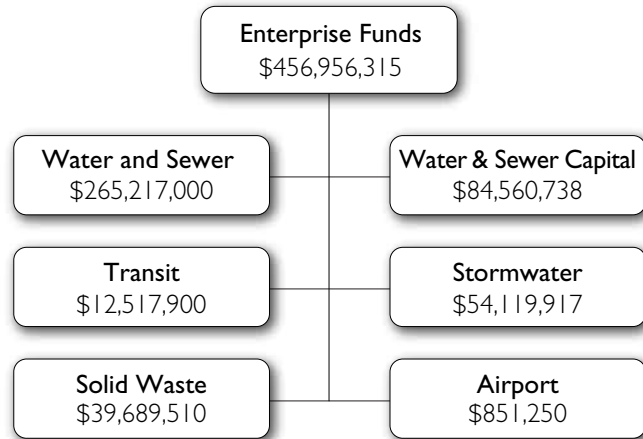 Enterprise Funds
$456,956,315
Water and Sewer
$265,217,000
Water & Sewer Capital
$84,560,738
Transit
$12,517,900
Stormwater
$54,119,917
Solid Waste
$39,689,510
Airport
$851,250